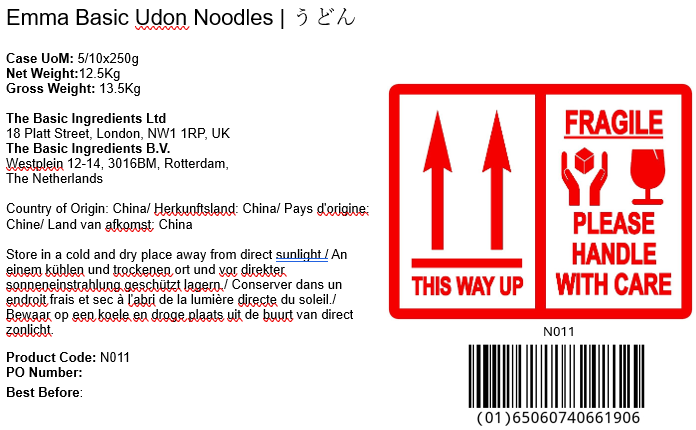 Emma Basic Udon Noodles | うどん
Case UoM: 5/10x250g
Net Weight:12.5Kg
Gross Weight: 13.5Kg
The Basic Ingredients Ltd
18 Platt Street, London, NW1 1RP, UK
The Basic Ingredients B.V.
Westplein 12-14, 3016BM, Rotterdam,
The Netherlands
Country of Origin: China/ Herkunftsland: China/ Pays d'origine:
Chine/ Land van afkomst: China
Store in a cold and dry place away from direct sunlight./ An
einem kühlen und trockenen ort und vor direkter
sonneneinstrahlung geschützt lagern./ Conserver dans un
endroit frais et sec à l'abri de la lumière directe du soleil./
Bewaar op een koele en droge plaats uit de buurt van direct
zonlicht.
Product Code: N011
PO Number:
Best Before:
THIS WAY UP
FRAGILE
PLEASE
HANDLE
WITH CARE
N011
(01)65060740661906